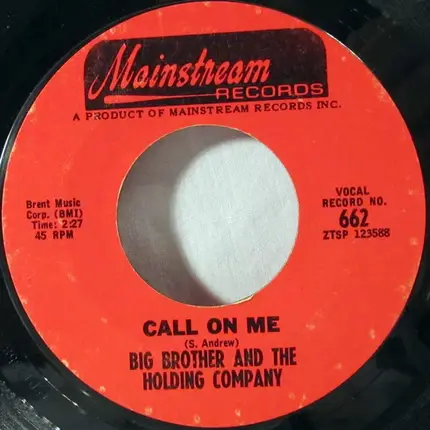 Mainstream
RECORDS
A PRODUCT OF MAINSTREAM RECORDS INC.
Brent Music
Corp. (BMI)
Time: 2:27
45 RPM
VOCAL
RECORD NO.
662
ZTSP 123588
CALL ON ME
(S. Andrew)
BIG BROTHER AND THE
HOLDING COMPANY